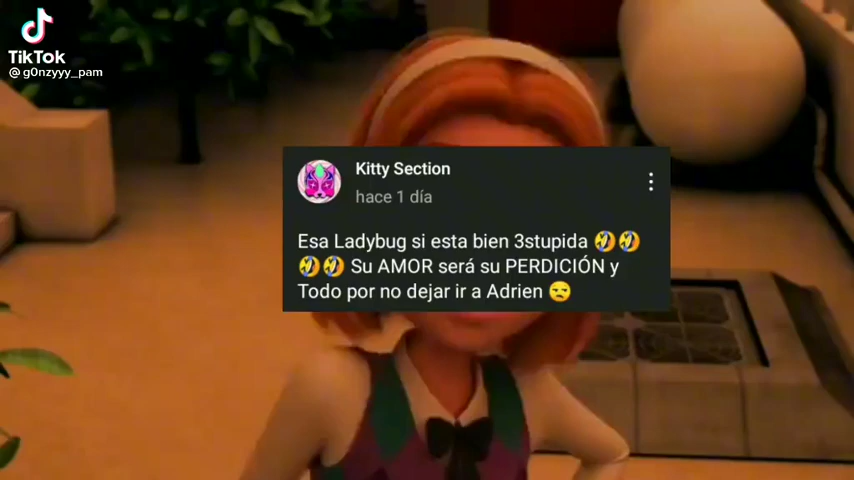 TikTok
@g0nzyyy_pam
Kitty Section
hace 1 día
Esa Ladybug si esta bien 3stupida 🤣🤣
🤣🤣 Su AMOR será su PERDICIÓN y
Todo por no dejar ir a Adrien 😒